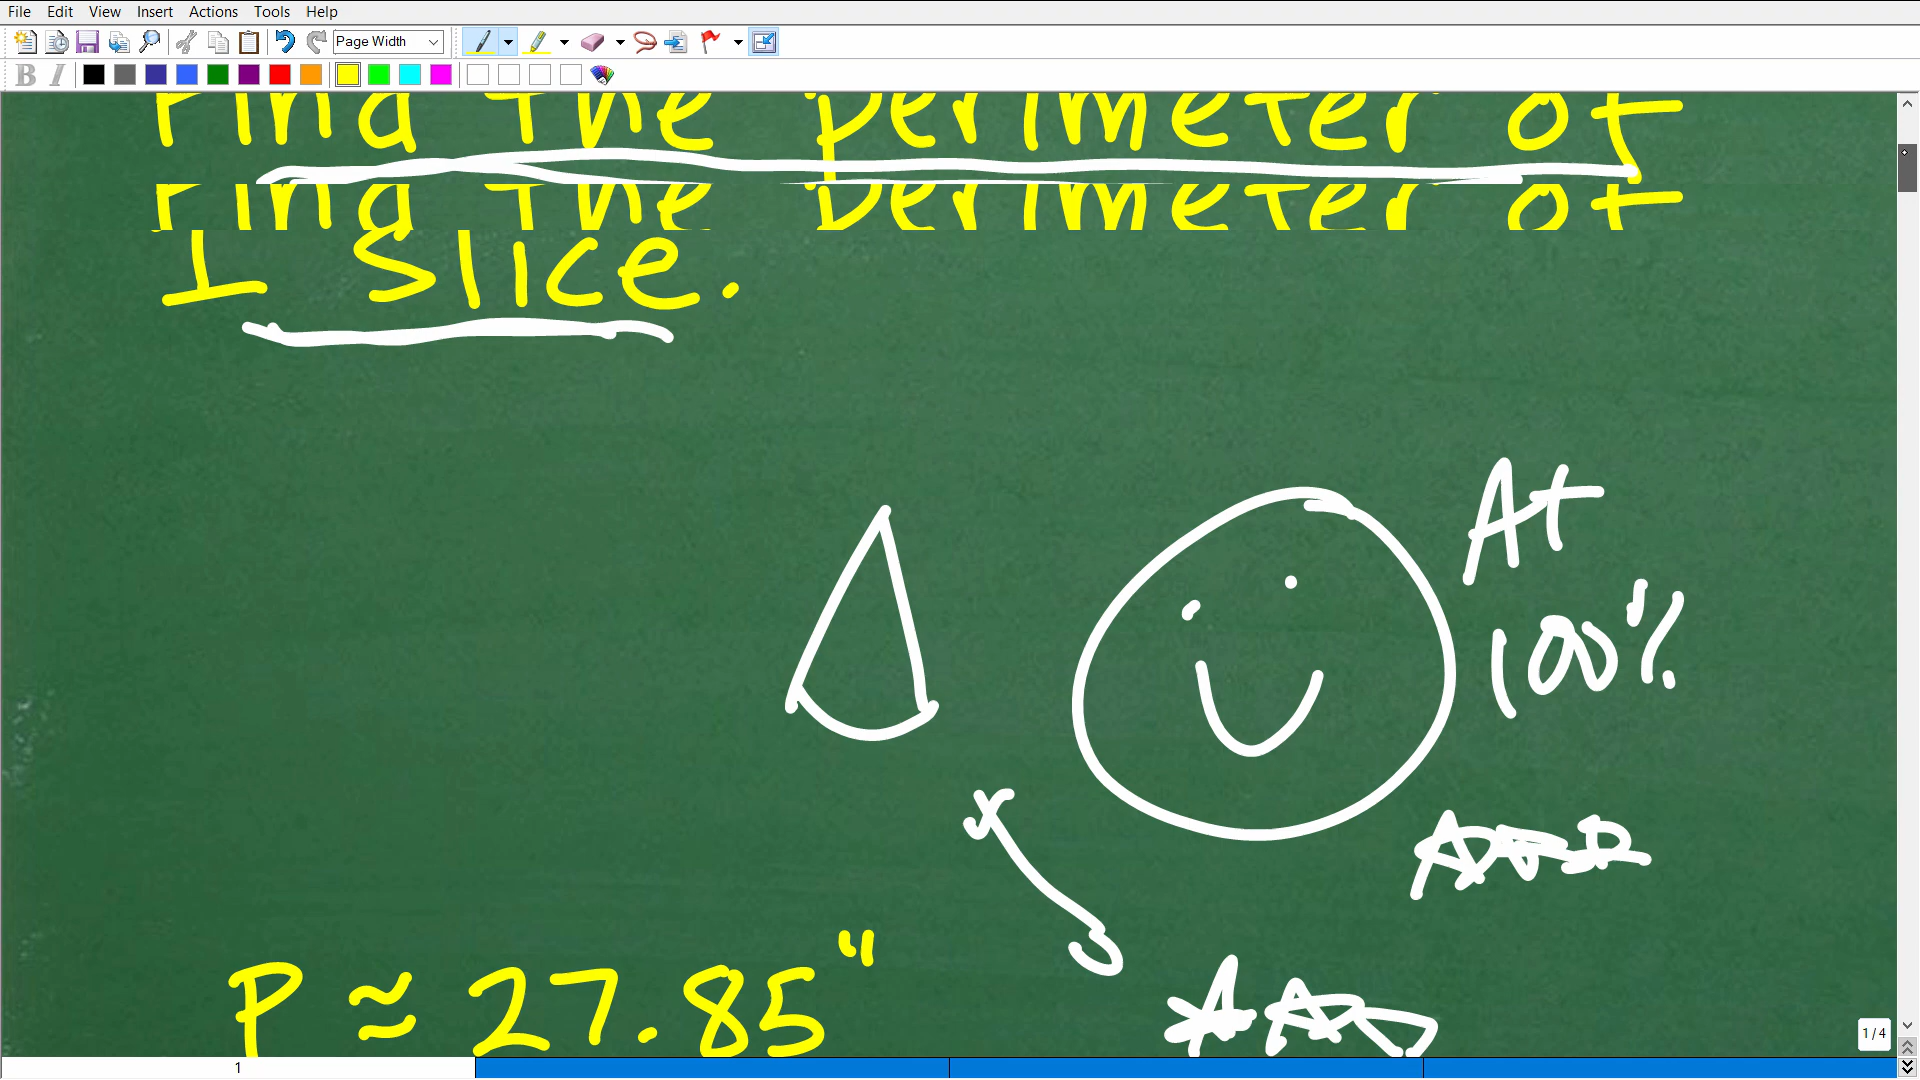 File Edit View Insert Actions Tools Help
Page Width
B I
Find the perimeter of
Find the perimeter of
1 slice.
A+
100%
P ≈ 27.85"
1 / 4
1